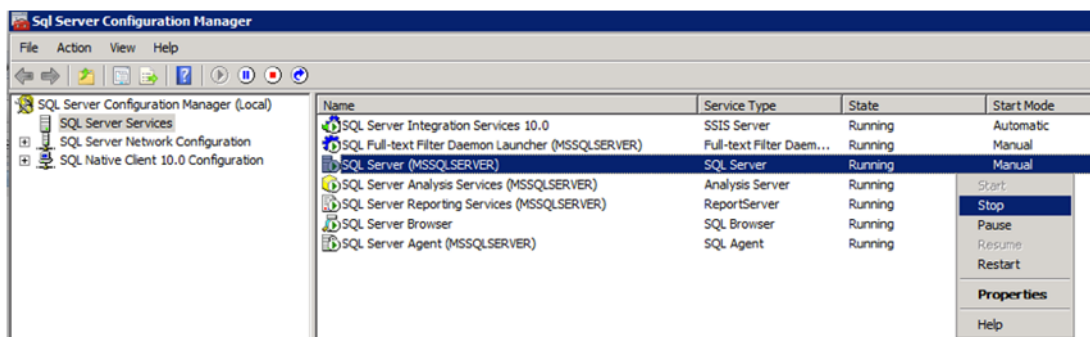 Sql Server Configuration Manager
File Action View Help
SQL Server Configuration Manager (Local)
SQL Server Services
SQL Server Network Configuration
SQL Native Client 10.0 Configuration
Name Service Type State Start Mode
SQL Server Integration Services 10.0 SSIS Server Running Automatic
SQL Full-text Filter Daemon Launcher (MSSQLSERVER) Full-text Filter Daem... Running Manual
SQL Server (MSSQLSERVER) SQL Server Running Manual
SQL Server Analysis Services (MSSQLSERVER) Analysis Server Running
SQL Server Reporting Services (MSSQLSERVER) ReportServer Running
SQL Server Browser SQL Browser Running
SQL Server Agent (MSSQLSERVER) SQL Agent Running
Start
Stop
Pause
Resume
Restart
Properties
Help